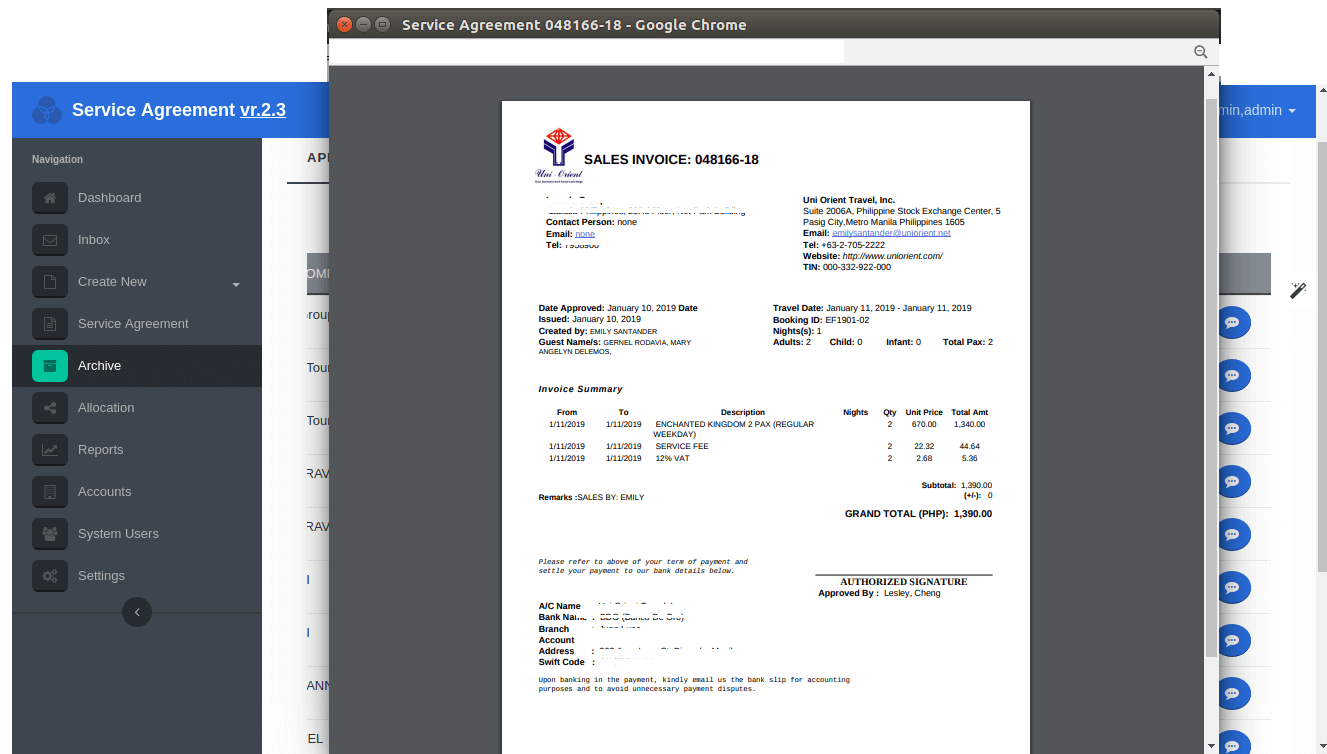 Service Agreement 048166-18 - Google Chrome
Service Agreement vr.2.3
min,admin
Navigation
Dashboard
Inbox
Create New
Service Agreement
Archive
Allocation
Reports
Accounts
System Users
Settings
AP
OM
roup
Tour
Tour
RAV
RAV
I
I
ANN
EL
Uni - Orient
SALES INVOICE: 048166-18
Contact Person: none
Email: none
Tel:
Uni Orient Travel, Inc.
Suite 2006A, Philippine Stock Exchange Center, 5
Pasig City,Metro Manila Philippines 1605
Email: emilysantander@uniorient.net
Tel: +63-2-705-2222
Website: http://www.uniorient.com/
TIN: 000-332-922-000
Date Approved: January 10, 2019 Date
Issued: January 10, 2019
Created by: EMILY SANTANDER
Guest Name/s: GERNEL RODAVIA, MARY
ANGELYN DELEMOS,
Travel Date: January 11, 2019 - January 11, 2019
Booking ID: EF1901-02
Nights(s): 1
Adults: 2 Child: 0 Infant: 0 Total Pax: 2
Invoice Summary
From To Description Nights Qty Unit Price Total Amt
1/11/2019 1/11/2019 ENCHANTED KINGDOM 2 PAX (REGULAR 2 670.00 1,340.00
WEEKDAY)
1/11/2019 1/11/2019 SERVICE FEE 2 22.32 44.64
1/11/2019 1/11/2019 12% VAT 2 2.68 5.36
Subtotal: 1,390.00
(+/-): 0
Remarks :SALES BY: EMILY
GRAND TOTAL (PHP): 1,390.00
Please refer to above of your term of payment and
settle your payment to our bank details below.
AUTHORIZED SIGNATURE
Approved By : Lesley, Cheng
A/C Name
Bank Name :
Branch :
Account
Address :
Swift Code :
Upon banking in the payment, kindly email us the bank slip for accounting
purposes and to avoid unnecessary payment disputes.